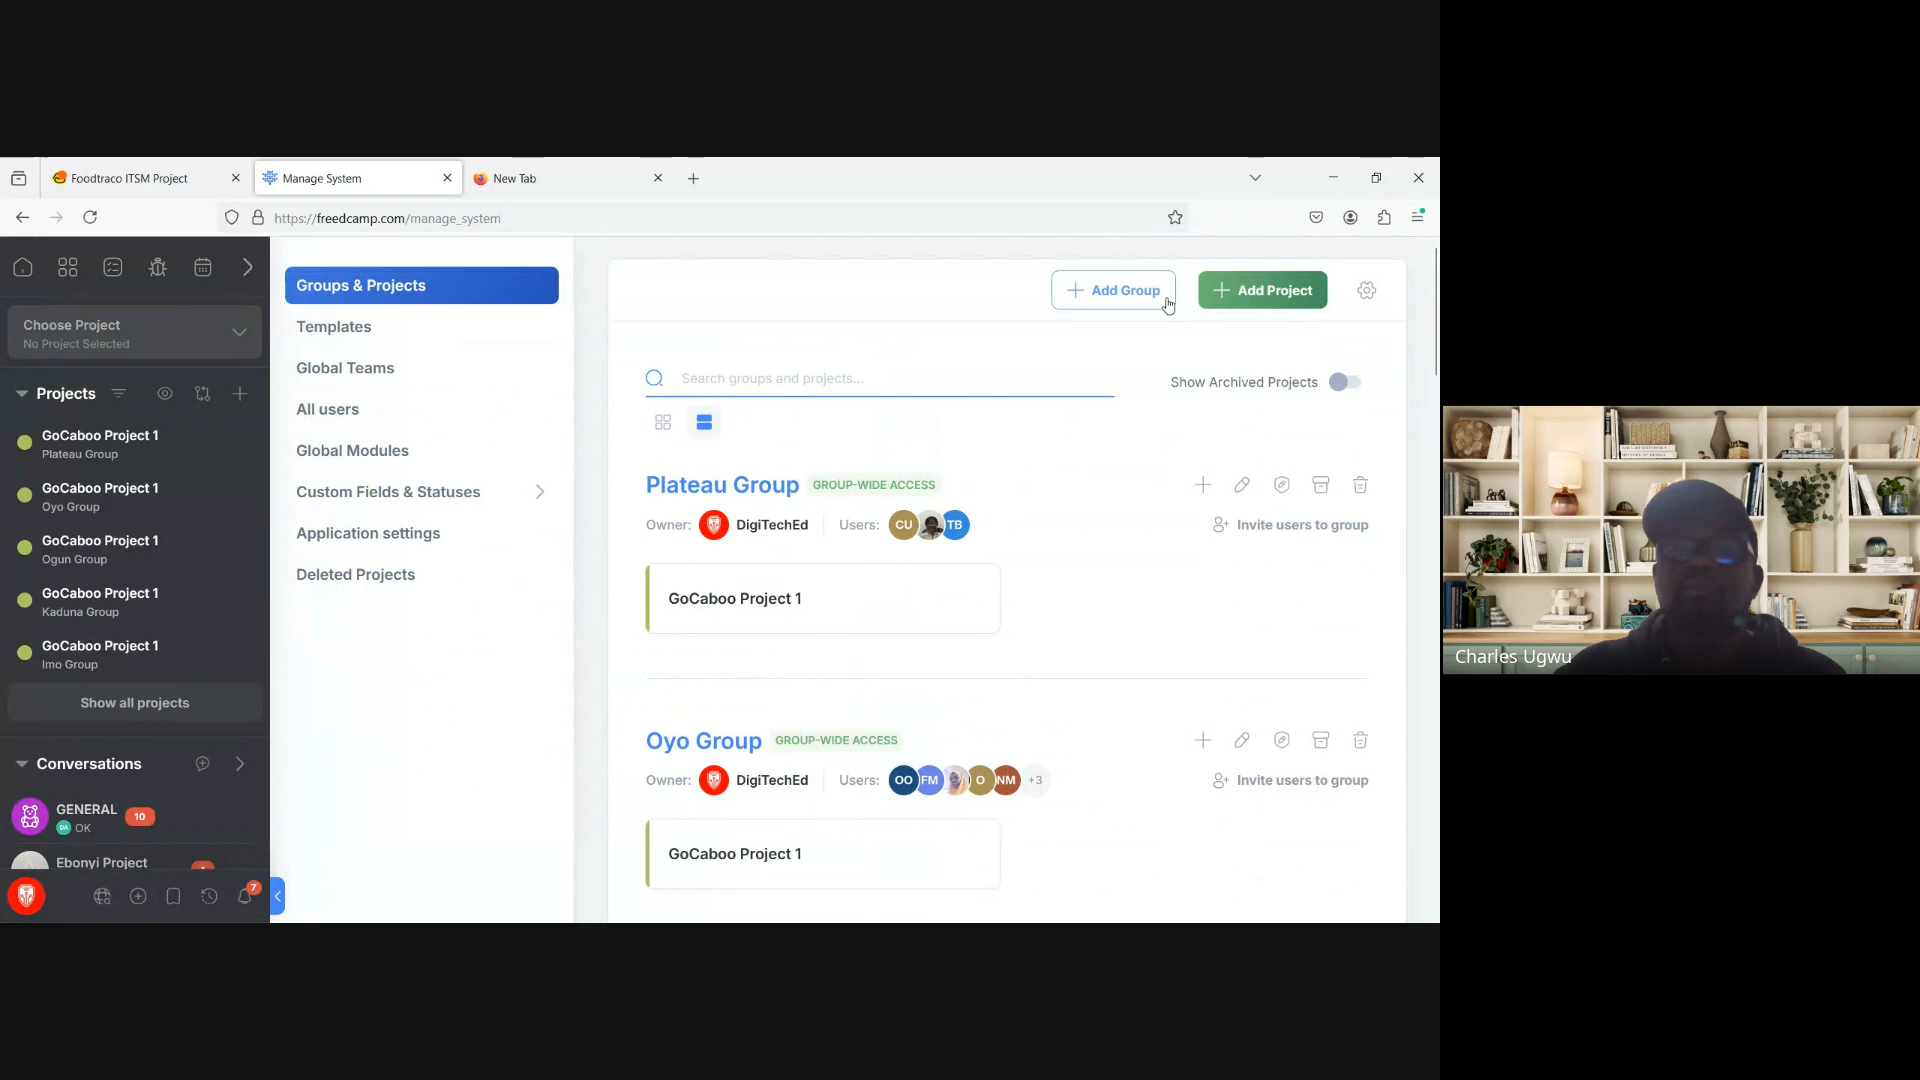 Foodtraco ITSM Project
Manage System
New Tab
https://freedcamp.com/manage_system
Choose Project
No Project Selected
Projects
GoCaboo Project 1
Plateau Group
GoCaboo Project 1
Oyo Group
GoCaboo Project 1
Ogun Group
GoCaboo Project 1
Kaduna Group
GoCaboo Project 1
Imo Group
Show all projects
Conversations
GENERAL 10
DA OK
Ebonyi Project
7
Groups & Projects
Templates
Global Teams
All users
Global Modules
Custom Fields & Statuses
Application settings
Deleted Projects
Add Group
Add Project
Search groups and projects...
Show Archived Projects
Plateau Group GROUP-WIDE ACCESS
Owner: DigiTechEd Users: CU TB
Invite users to group
GoCaboo Project 1
Oyo Group GROUP-WIDE ACCESS
Owner: DigiTechEd Users: OO FM O NM +3
Invite users to group
GoCaboo Project 1
Charles Ugwu